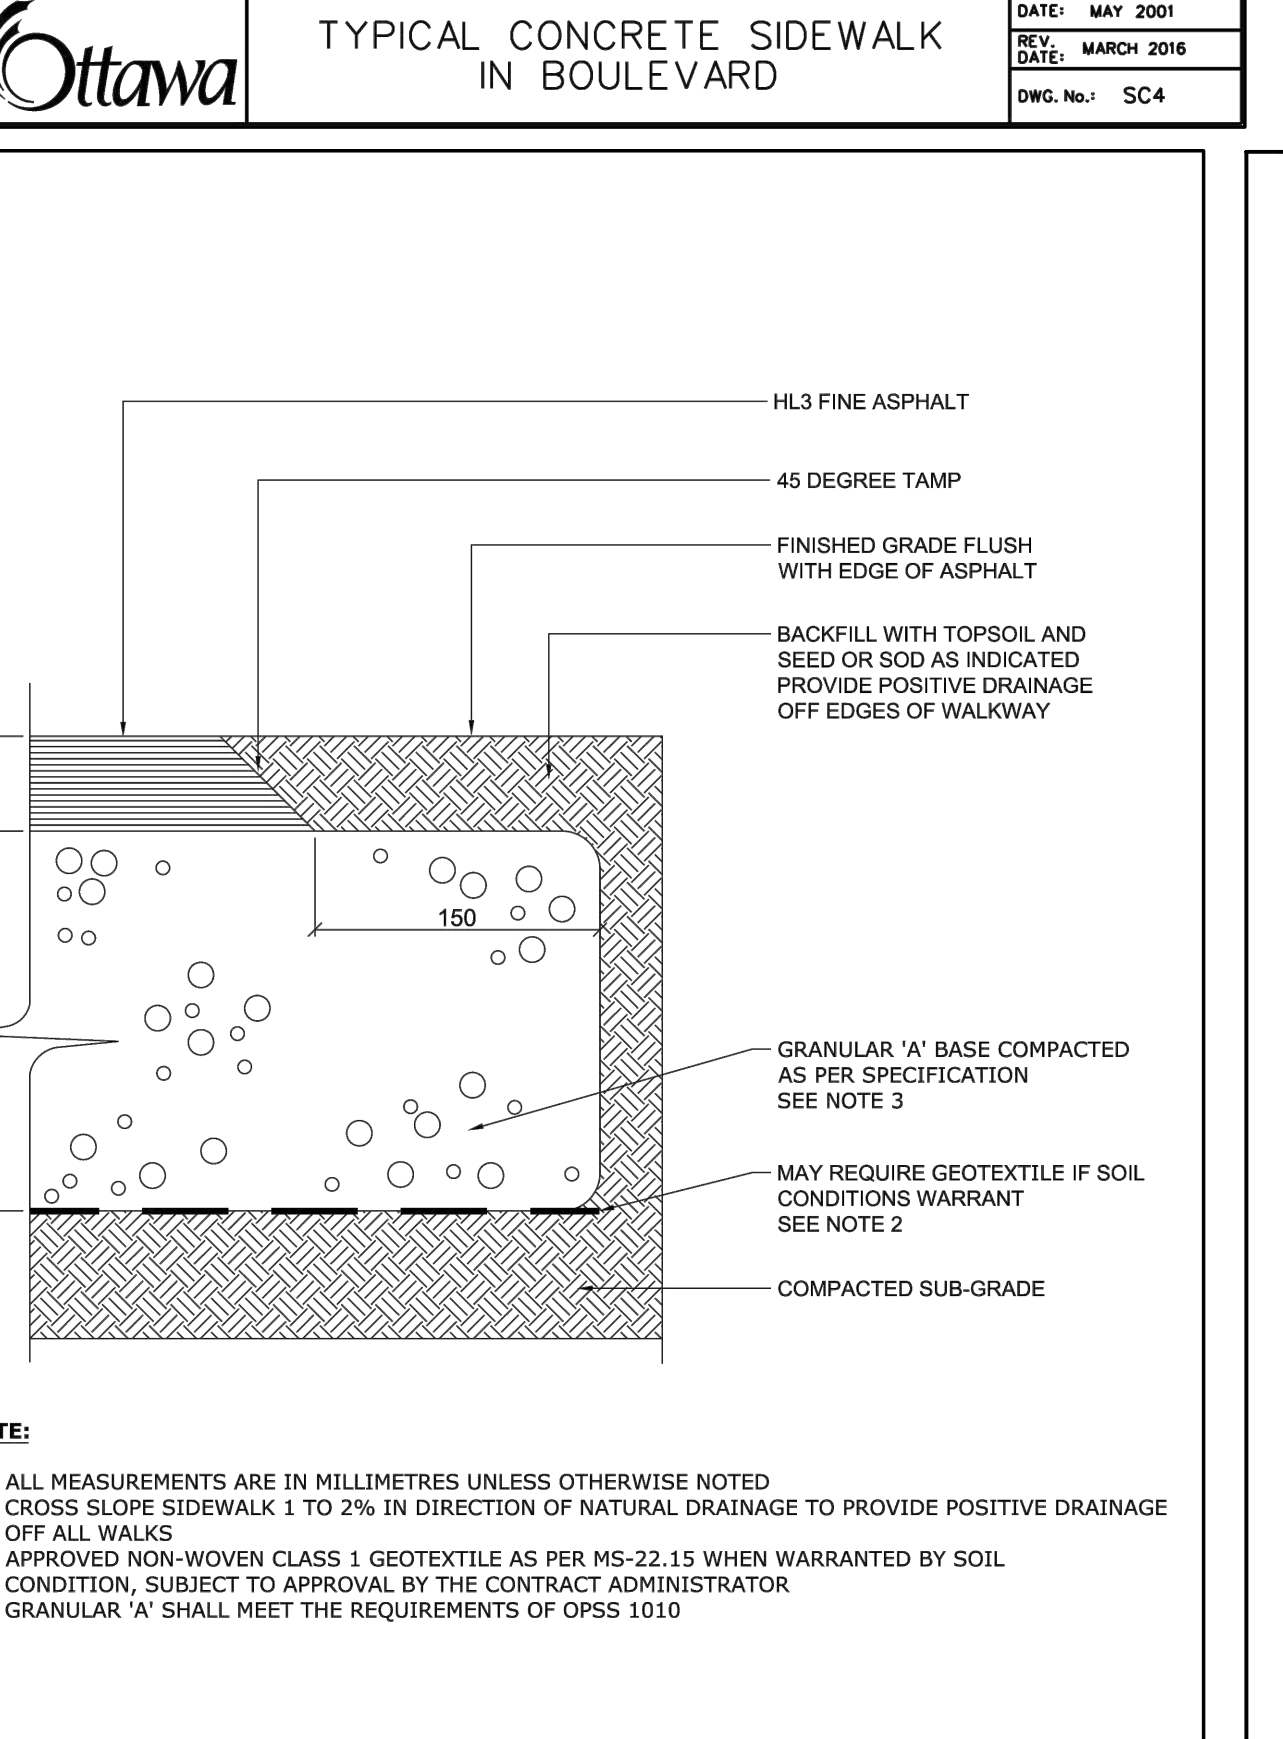 Ottawa
TYPICAL CONCRETE SIDEWALK
IN BOULEVARD
DATE: MAY 2001
REV.
DATE: MARCH 2016
DWG. No.: SC4
HL3 FINE ASPHALT
45 DEGREE TAMP
FINISHED GRADE FLUSH
WITH EDGE OF ASPHALT
BACKFILL WITH TOPSOIL AND
SEED OR SOD AS INDICATED
PROVIDE POSITIVE DRAINAGE
OFF EDGES OF WALKWAY
150
GRANULAR 'A' BASE COMPACTED
AS PER SPECIFICATION
SEE NOTE 3
MAY REQUIRE GEOTEXTILE IF SOIL
CONDITIONS WARRANT
SEE NOTE 2
COMPACTED SUB-GRADE
TE:
ALL MEASUREMENTS ARE IN MILLIMETRES UNLESS OTHERWISE NOTED
CROSS SLOPE SIDEWALK 1 TO 2% IN DIRECTION OF NATURAL DRAINAGE TO PROVIDE POSITIVE DRAINAGE
OFF ALL WALKS
APPROVED NON-WOVEN CLASS 1 GEOTEXTILE AS PER MS-22.15 WHEN WARRANTED BY SOIL
CONDITION, SUBJECT TO APPROVAL BY THE CONTRACT ADMINISTRATOR
GRANULAR 'A' SHALL MEET THE REQUIREMENTS OF OPSS 1010